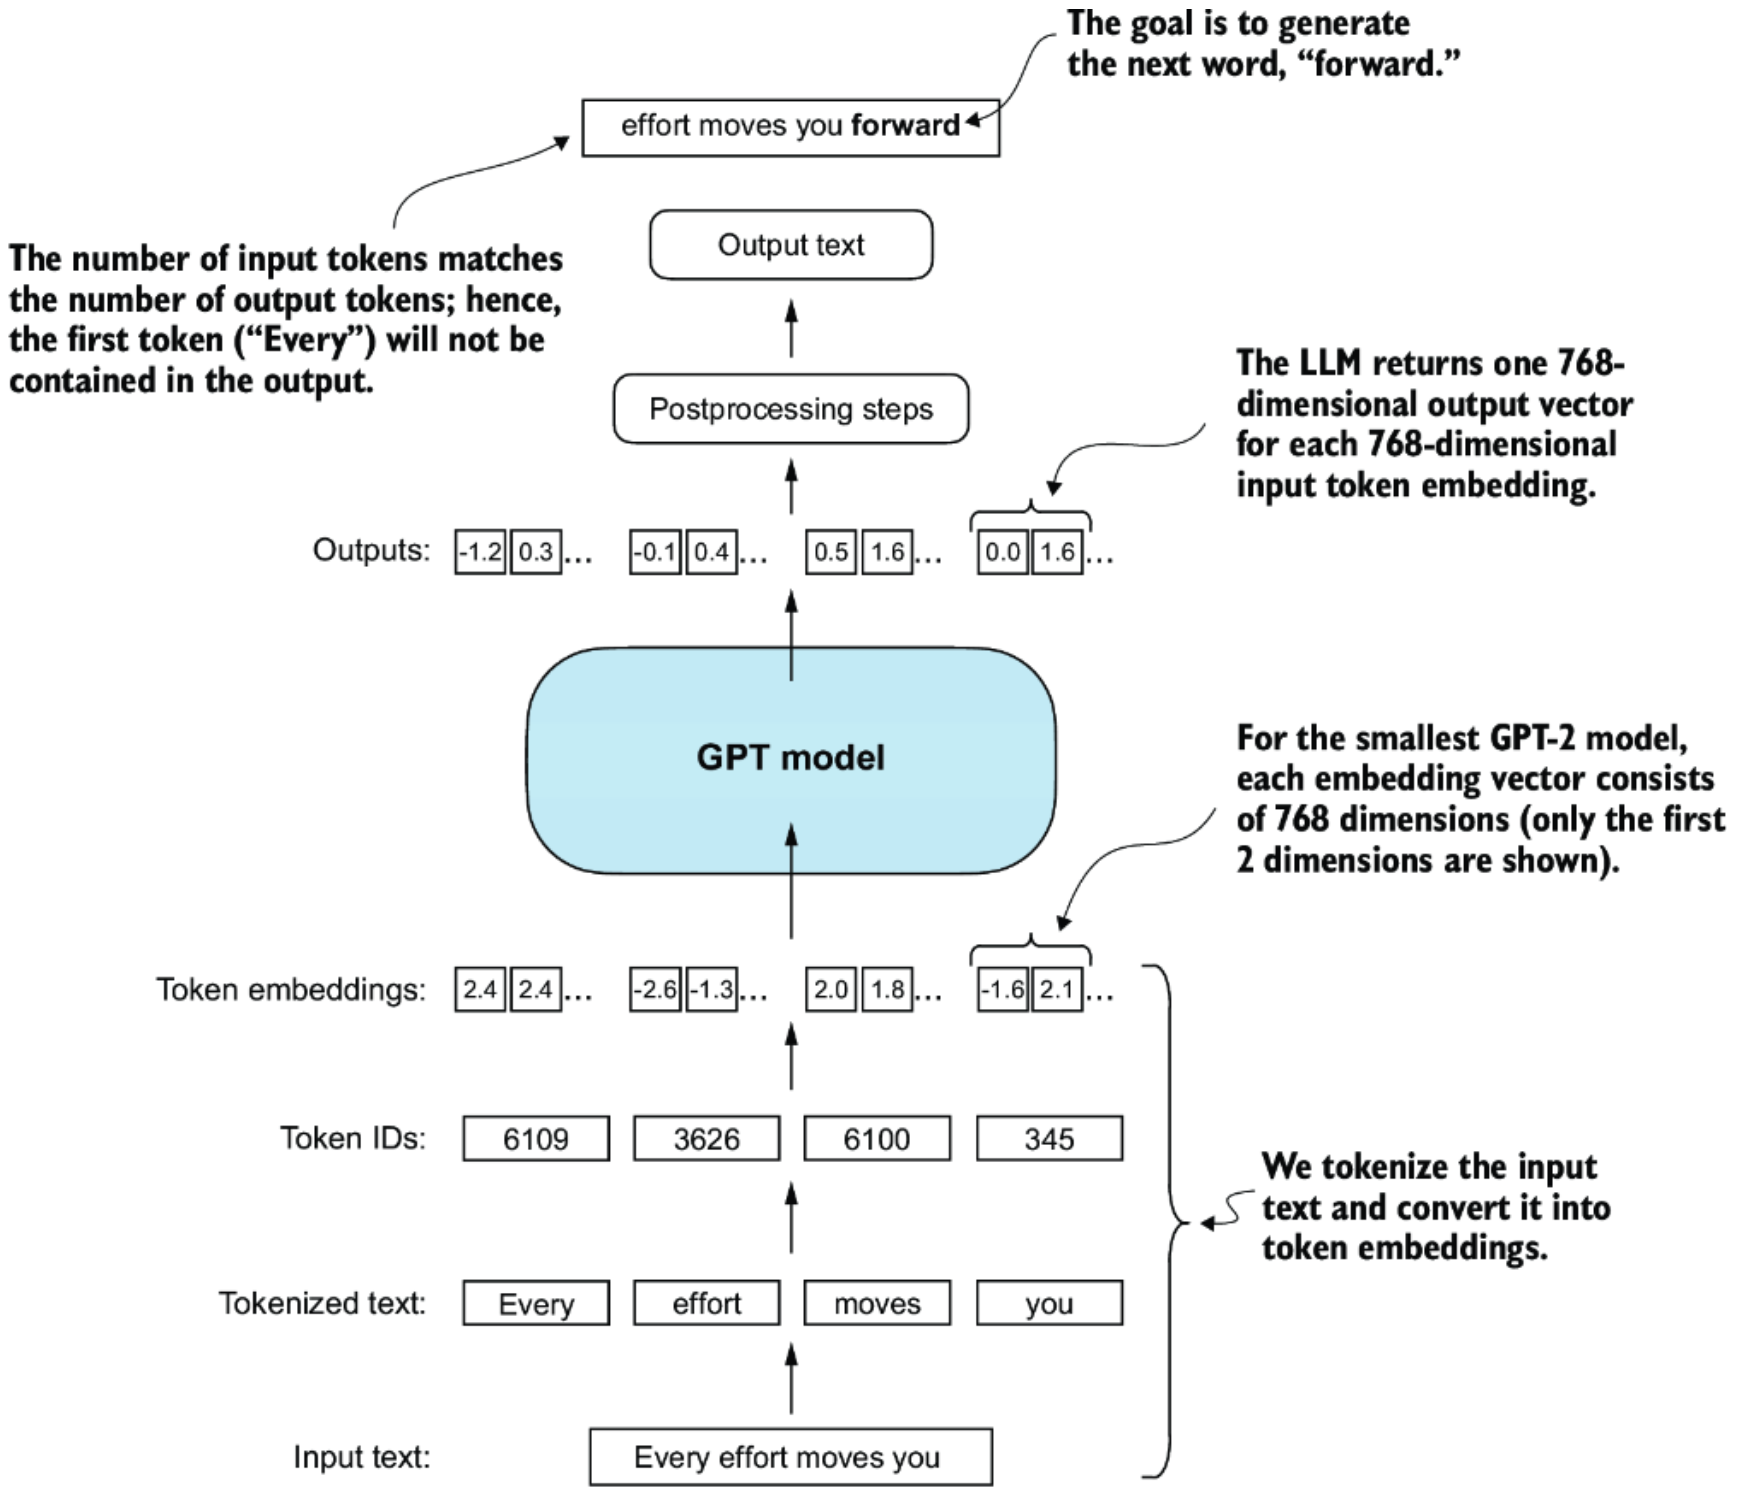 The goal is to generate
the next word, “forward.”
effort moves you forward
The number of input tokens matches
the number of output tokens; hence,
the first token (“Every”) will not be
contained in the output.
Output text
Postprocessing steps
The LLM returns one 768-
dimensional output vector
for each 768-dimensional
input token embedding.
Outputs: -1.2 0.3 ... -0.1 0.4 ... 0.5 1.6 ... 0.0 1.6 ...
GPT model
For the smallest GPT-2 model,
each embedding vector consists
of 768 dimensions (only the first
2 dimensions are shown).
Token embeddings: 2.4 2.4 ... -2.6 -1.3 ... 2.0 1.8 ... -1.6 2.1 ...
Token IDs: 6109 3626 6100 345
We tokenize the input
text and convert it into
token embeddings.
Tokenized text: Every effort moves you
Input text: Every effort moves you